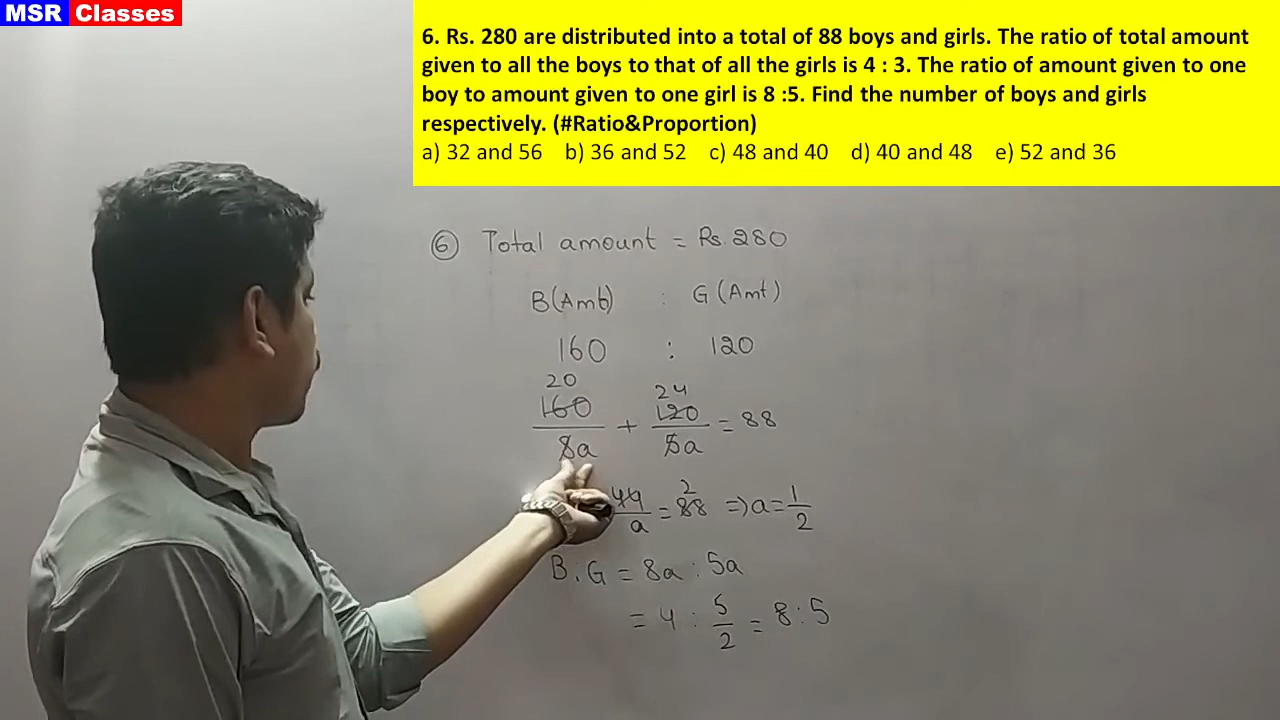 MSR Classes
6. Rs. 280 are distributed into a total of 88 boys and girls. The ratio of total amount
given to all the boys to that of all the girls is 4 : 3. The ratio of amount given to one
boy to amount given to one girl is 8 :5. Find the number of boys and girls
respectively. (#Ratio&Proportion)
a) 32 and 56 b) 36 and 52 c) 48 and 40 d) 40 and 48 e) 52 and 36
⑥ Total amount = Rs. 280
B(Amt) : G (Amt)
160 : 120
20 24
160/8a + 120/5a = 88
2
44/a = 88 => a = 1/2
B : G = 8a : 5a
= 4 : 5/2 = 8 : 5